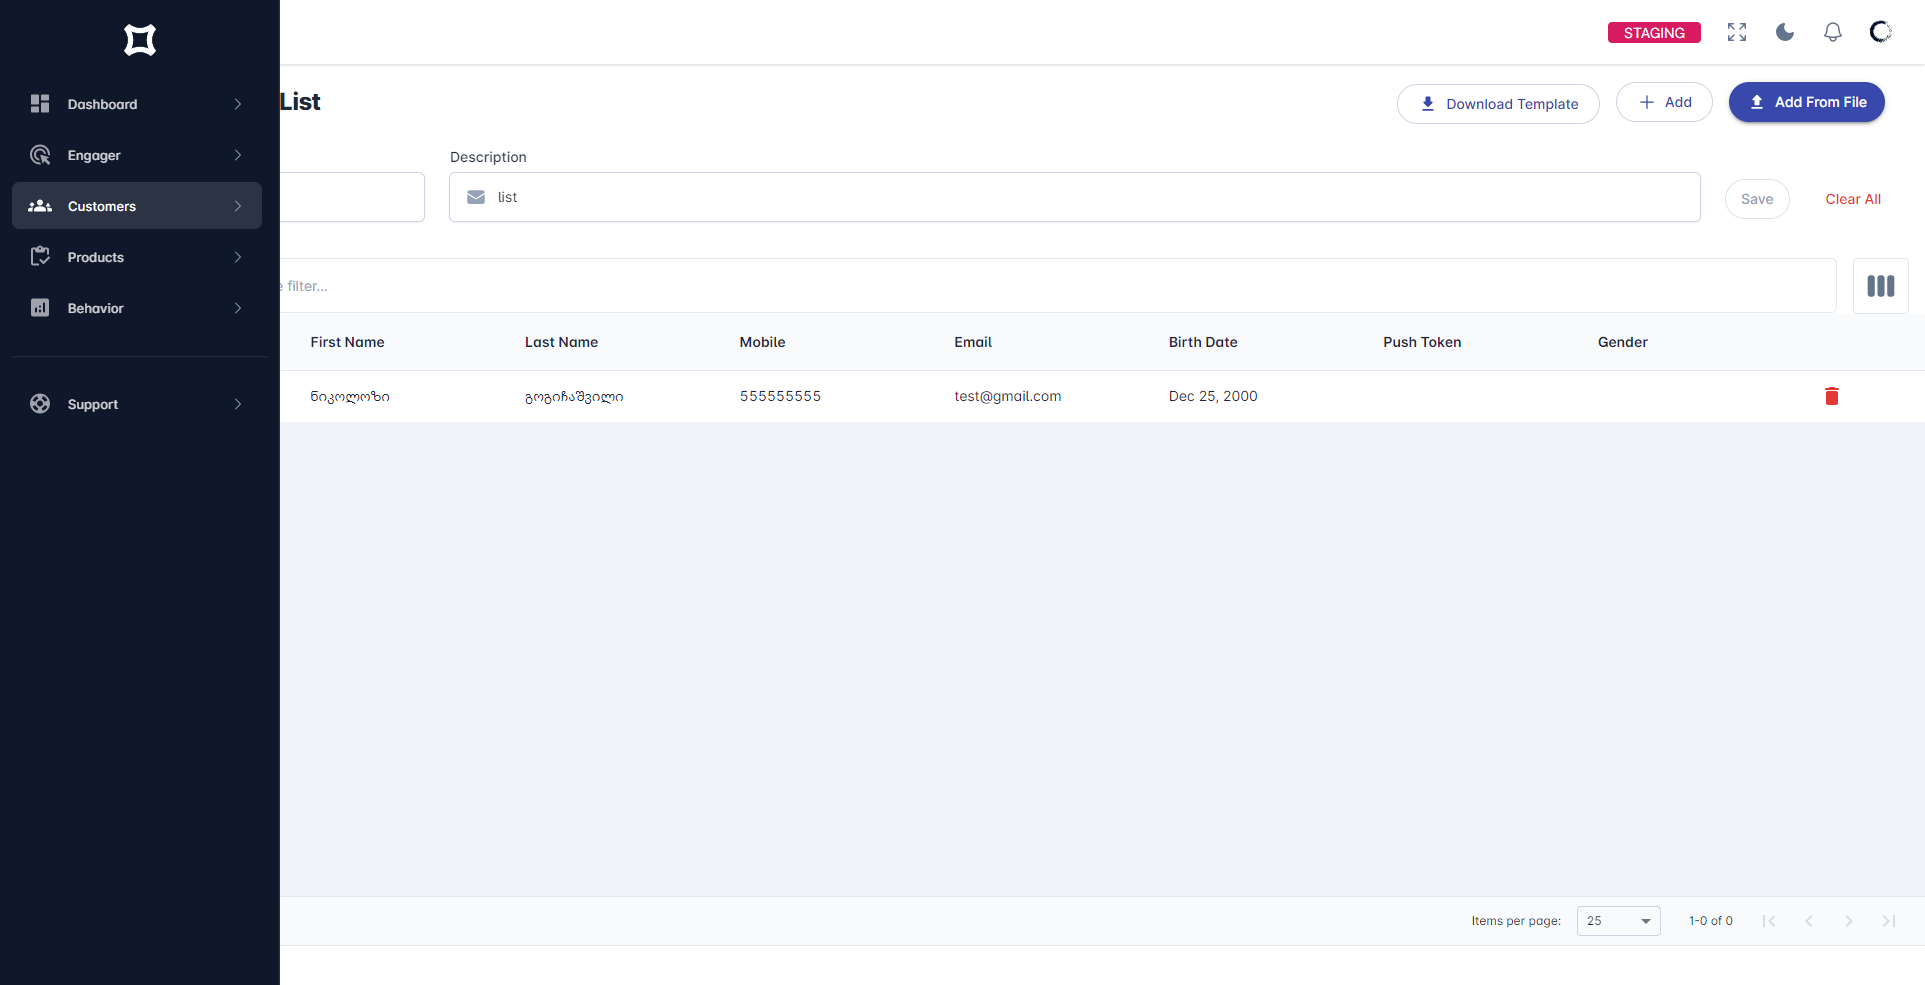 STAGING
Dashboard
Engager
Customers
Products
Behavior
Support
List
Download Template
Add
Add From File
Description
list
Save
Clear All
filter...
First Name Last Name Mobile Email Birth Date Push Token Gender
ნიკოლოზი გოგიჩაშვილი 555555555 test@gmail.com Dec 25, 2000
Items per page: 25 1-0 of 0